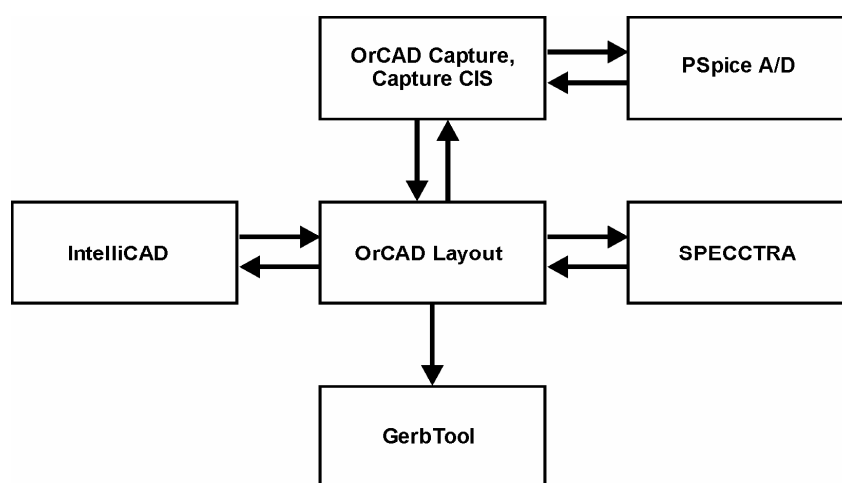 OrCAD Capture,
Capture CIS
PSpice A/D
IntelliCAD
OrCAD Layout
SPECCTRA
GerbTool